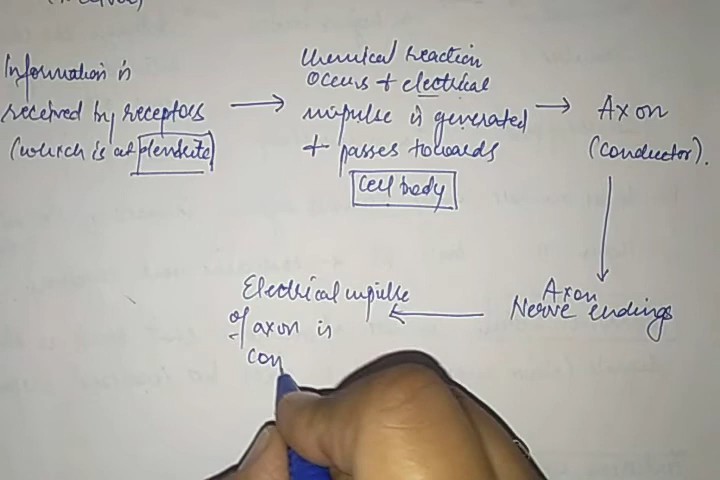 Information is
received by receptors
(which is at plendrite)
Chemical reaction
occurs + electrical
impulse is generated
+ passes towards
Cell body
Axon
(conductor).
Axon
Nerve endings
Electrical impulse
of axon is
con